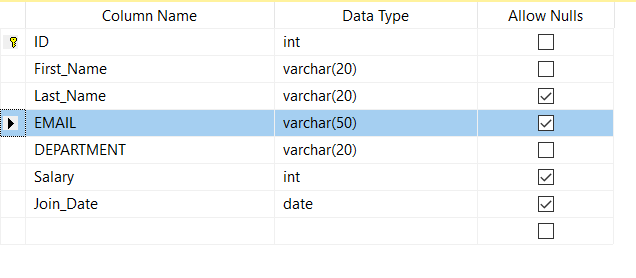 Column Name Data Type Allow Nulls
ID int
First_Name varchar(20)
Last_Name varchar(20)
EMAIL varchar(50)
DEPARTMENT varchar(20)
Salary int
Join_Date date